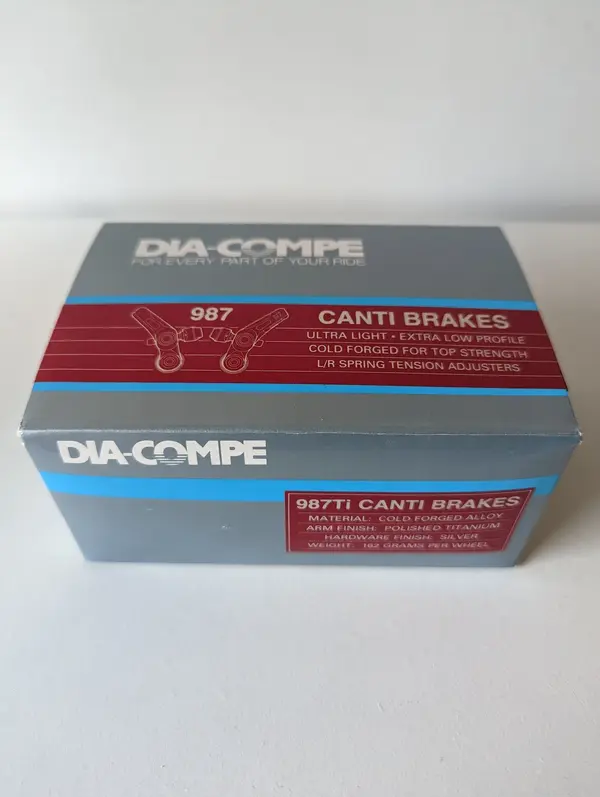 DIA-COMPE
FOR EVERY PART OF YOUR RIDE
987
CANTI BRAKES
ULTRA LIGHT • EXTRA LOW PROFILE
COLD FORGED FOR TOP STRENGTH
L/R SPRING TENSION ADJUSTERS
DIA-COMPE
987Ti CANTI BRAKES
MATERIAL: COLD FORGED ALLOY
ARM FINISH: POLISHED TITANIUM
HARDWARE FINISH: SILVER
WEIGHT: 162 GRAMS PER WHEEL